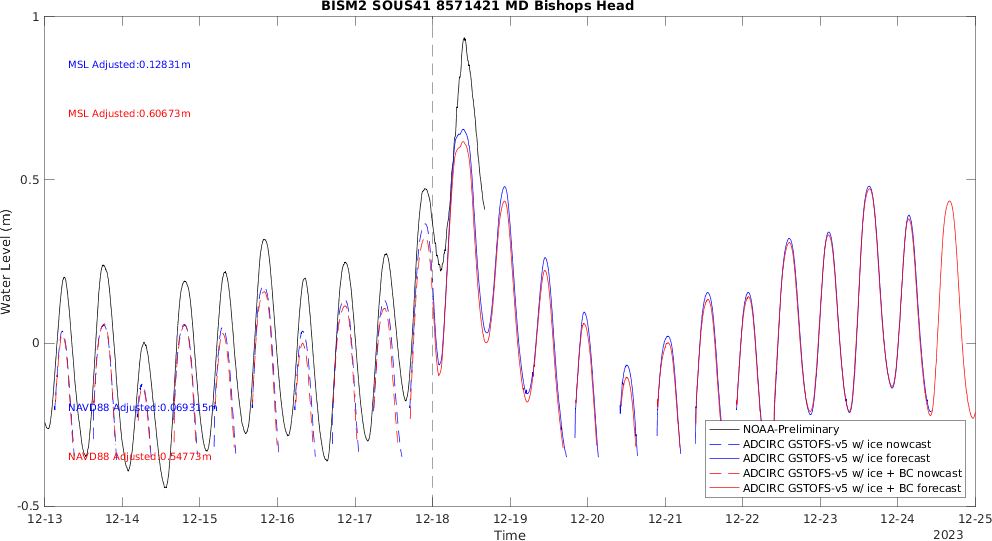 BISM2 SOUS41 8571421 MD Bishops Head
1
MSL Adjusted:0.12831m
MSL Adjusted:0.60673m
0.5
Water Level (m)
0
NAVD88 Adjusted:0.069315m
NAVD88 Adjusted:0.54773m
-0.5
NOAA-Preliminary
ADCIRC GSTOFS-v5 w/ ice nowcast
ADCIRC GSTOFS-v5 w/ ice forecast
ADCIRC GSTOFS-v5 w/ ice + BC nowcast
ADCIRC GSTOFS-v5 w/ ice + BC forecast
12-13 12-14 12-15 12-16 12-17 12-18 12-19 12-20 12-21 12-22 12-23 12-24 12-25
Time
2023